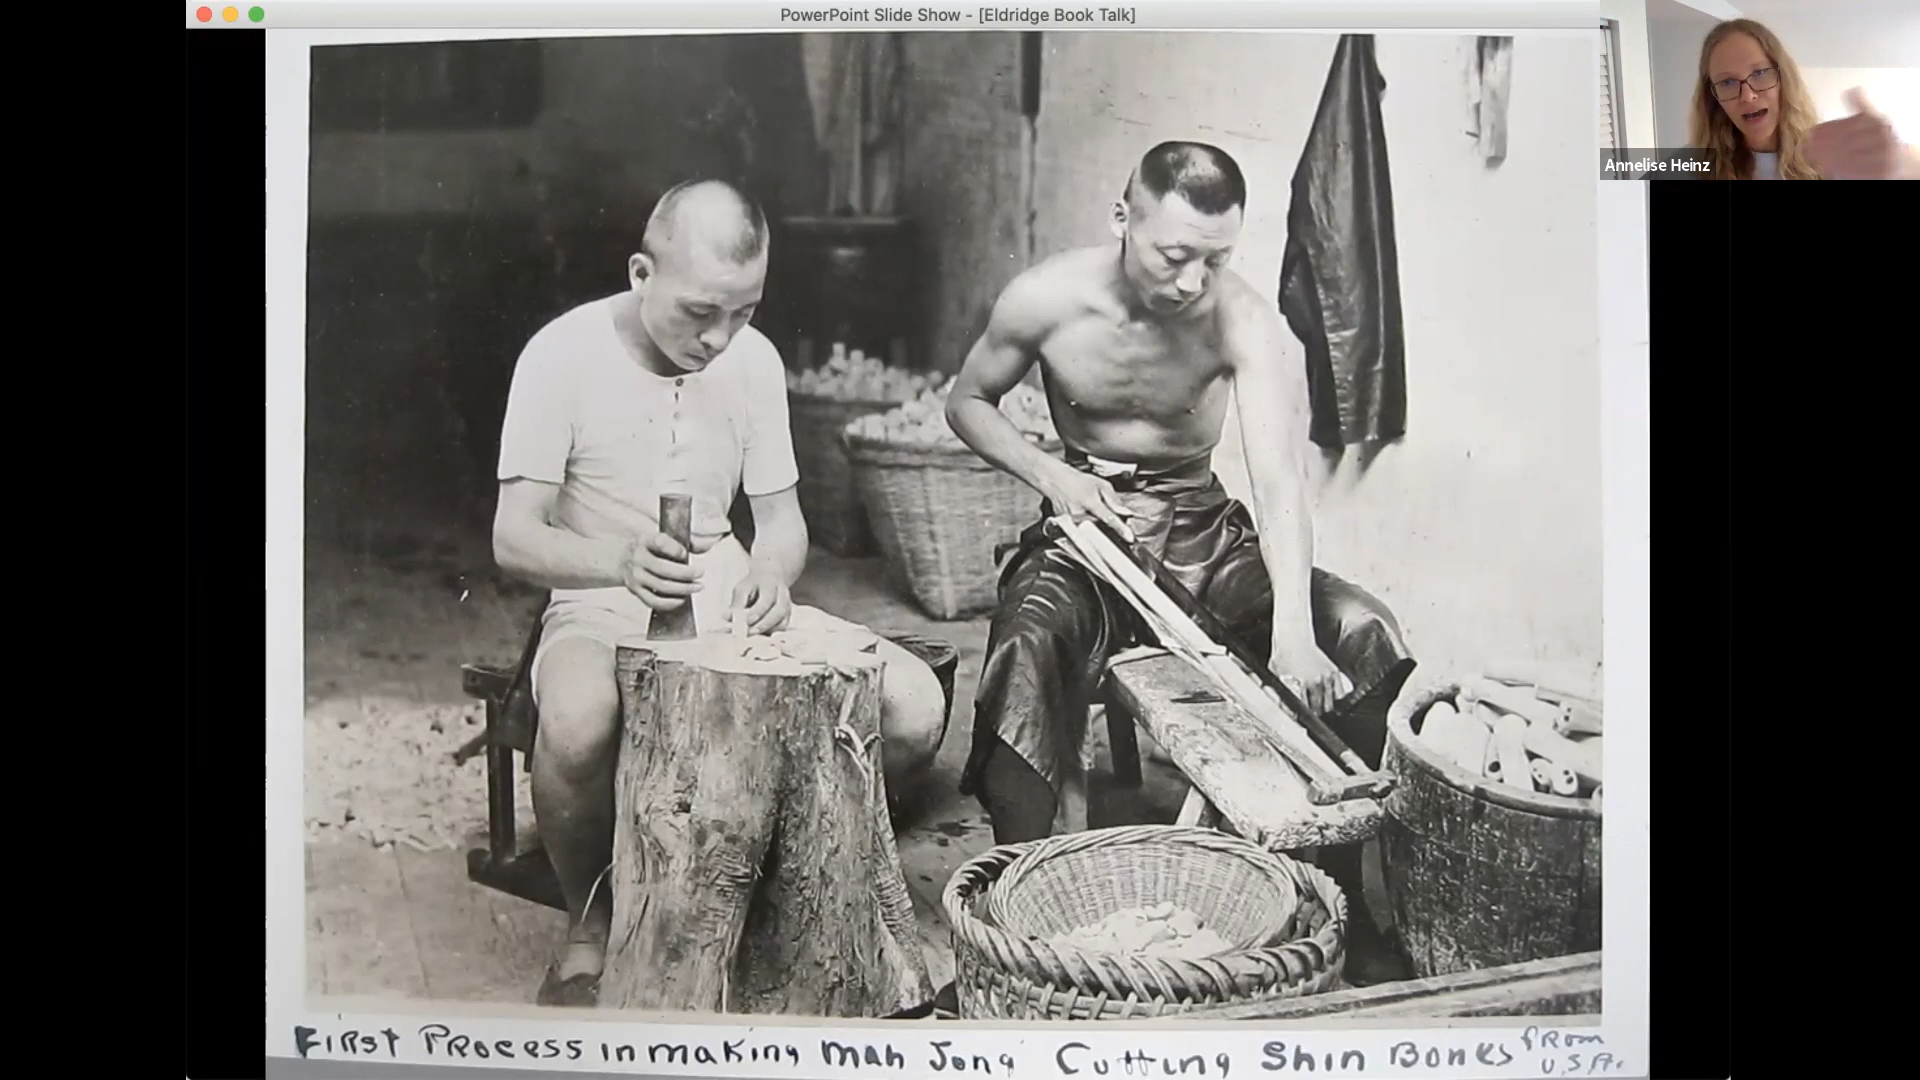 PowerPoint Slide Show - [Eldridge Book Talk]
Annelise Heinz
First Process in making Mah Jong Cutting Shin Bones from
U.S.A.